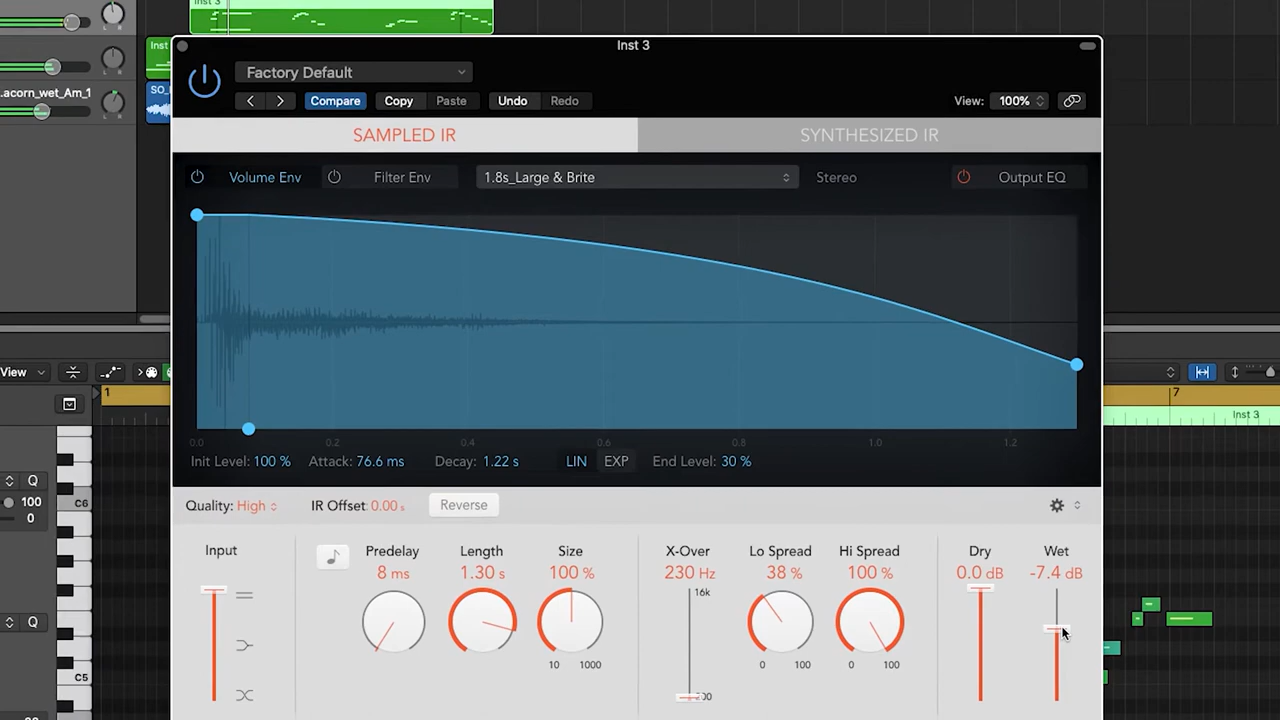 Inst 3
Inst 3
Factory Default
Inst
.acorn_wet_Am_1
SO_
Compare
Copy
Paste
Undo
Redo
View:
100%
SAMPLED IR
SYNTHESIZED IR
Volume Env
Filter Env
1.8s_Large & Brite
Stereo
Output EQ
View
1
7
Inst 3
0.0
0.2
0.4
0.6
0.8
1.0
1.2
Init Level: 100 %
Attack: 76.6 ms
Decay: 1.22 s
LIN
EXP
End Level: 30 %
Q
100
0
C6
Quality: High
IR Offset: 0.00 s
Reverse
Input
Predelay
8 ms
Length
1.30 s
Size
100 %
10
1000
X-Over
230 Hz
16k
Lo Spread
38 %
0
100
Hi Spread
100 %
0
100
Dry
0.0 dB
Wet
-7.4 dB
Q
C5